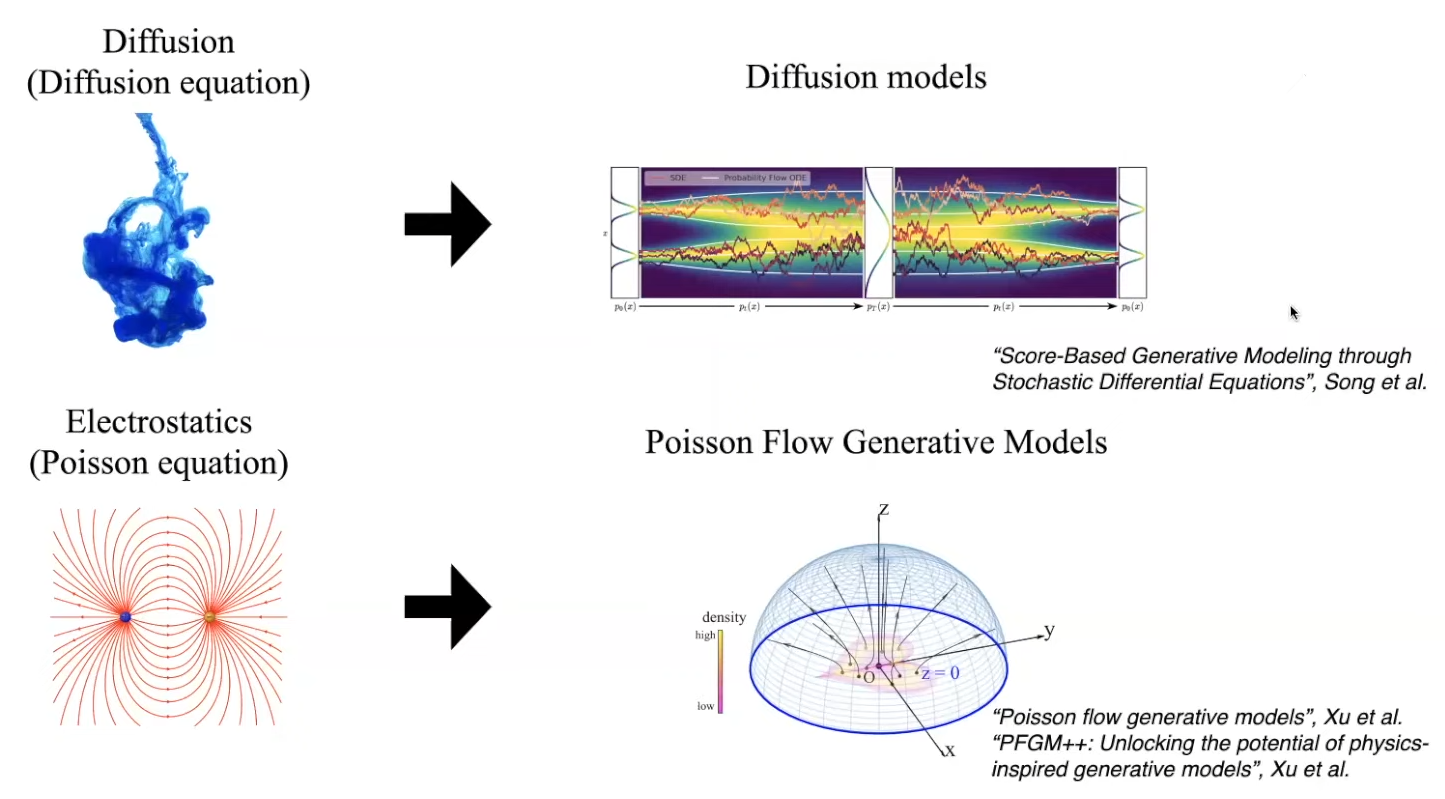 Diffusion
(Diffusion equation)
Diffusion models
SDE
Probability Flow ODE
x
p₀(x)
pₜ(x)
p_T(x)
pₜ(x)
p₀(x)
“Score-Based Generative Modeling through
Stochastic Differential Equations”, Song et al.
Electrostatics
(Poisson equation)
Poisson Flow Generative Models
density
high
low
z
y
x
O
z = 0
“Poisson flow generative models”, Xu et al.
“PFGM++: Unlocking the potential of physics-
inspired generative models”, Xu et al.